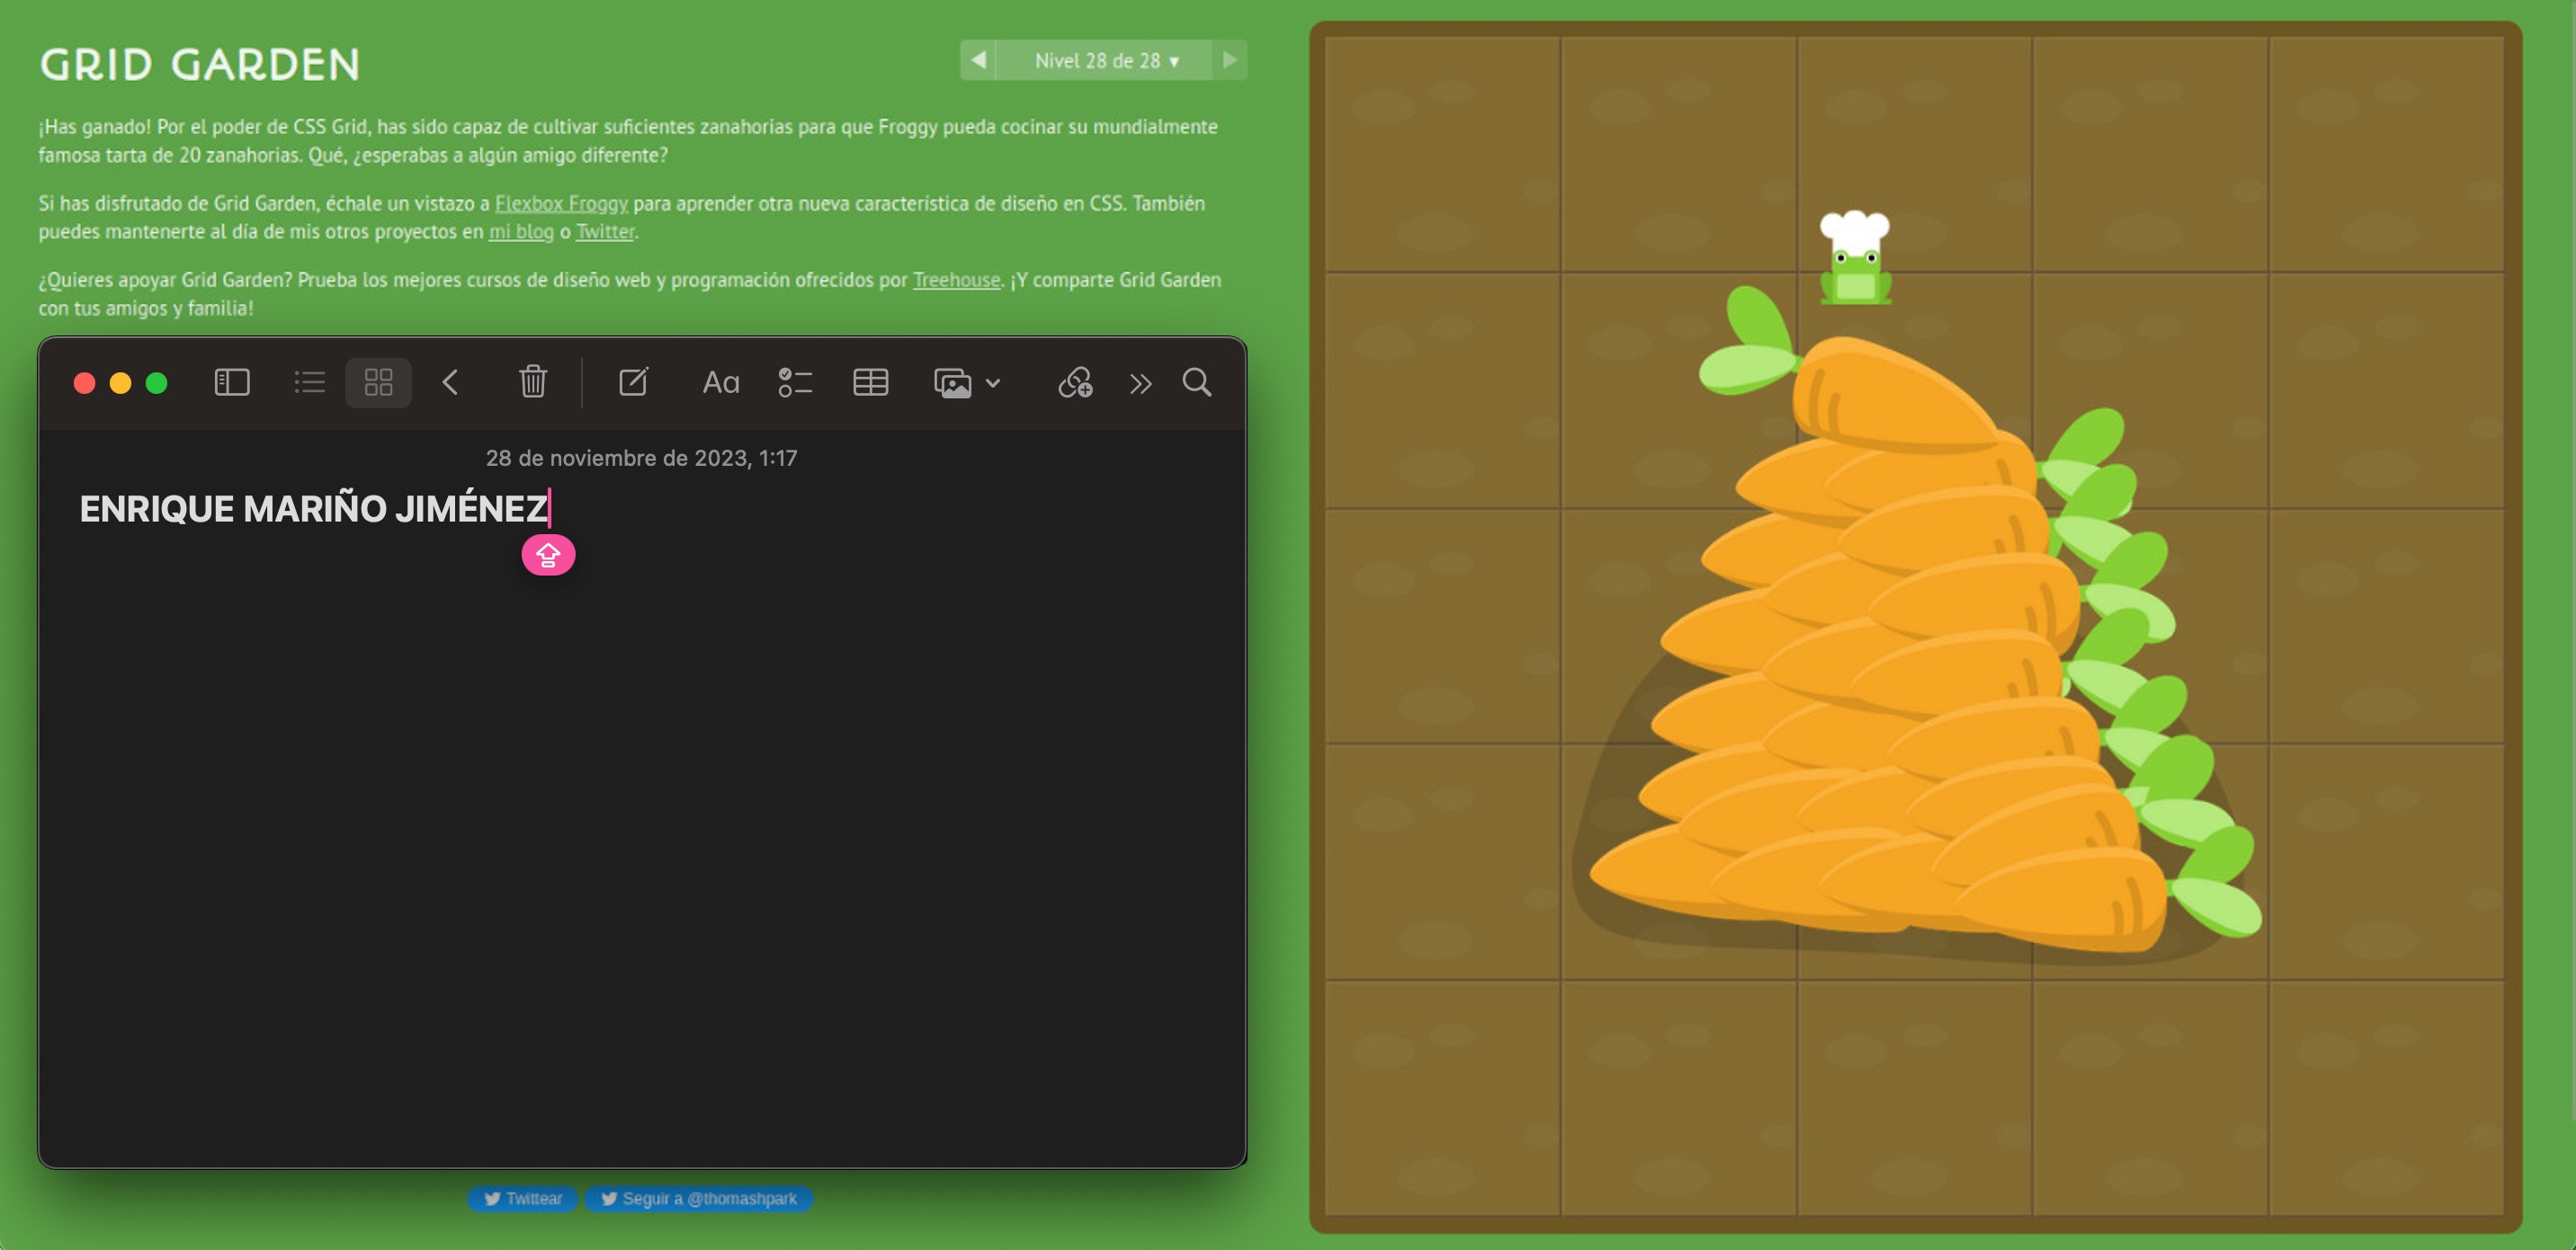 GRID GARDEN
Nivel 28 de 28 ▾
¡Has ganado! Por el poder de CSS Grid, has sido capaz de cultivar suficientes zanahorias para que Froggy pueda cocinar su mundialmente
famosa tarta de 20 zanahorias. Qué, ¿esperabas a algún amigo diferente?
Si has disfrutado de Grid Garden, échale un vistazo a Flexbox Froggy para aprender otra nueva característica de diseño en CSS. También
puedes mantenerte al día de mis otros proyectos en mi blog o Twitter.
¿Quieres apoyar Grid Garden? Prueba los mejores cursos de diseño web y programación ofrecidos por Treehouse. ¡Y comparte Grid Garden
con tus amigos y familia!
Aa
28 de noviembre de 2023, 1:17
ENRIQUE MARIÑO JIMÉNEZ
Twittear
Seguir a @thomashpark